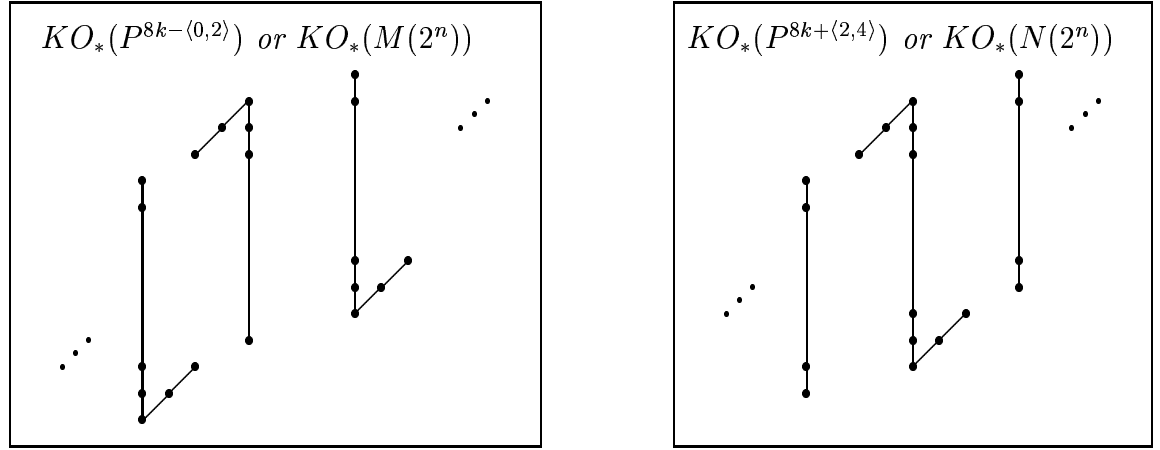 KO_*(P^{8k-⟨0,2⟩}) or KO_*(M(2^n))
KO_*(P^{8k+⟨2,4⟩}) or KO_*(N(2^n))